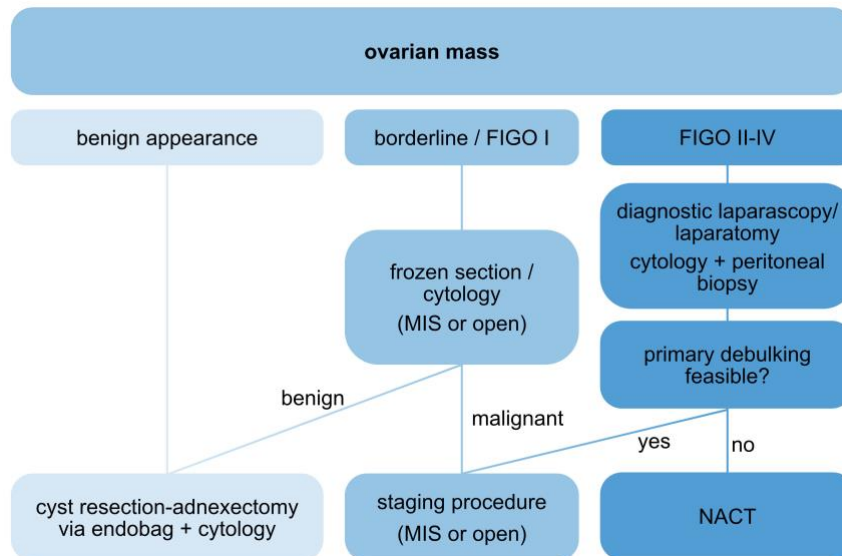 ovarian mass
benign appearance
borderline / FIGO I
FIGO II-IV
diagnostic laparascopy/
laparatomy
cytology + peritoneal
biopsy
frozen section /
cytology
(MIS or open)
primary debulking
feasible?
benign
malignant
yes
no
cyst resection-adnexectomy
via endobag + cytology
staging procedure
(MIS or open)
NACT